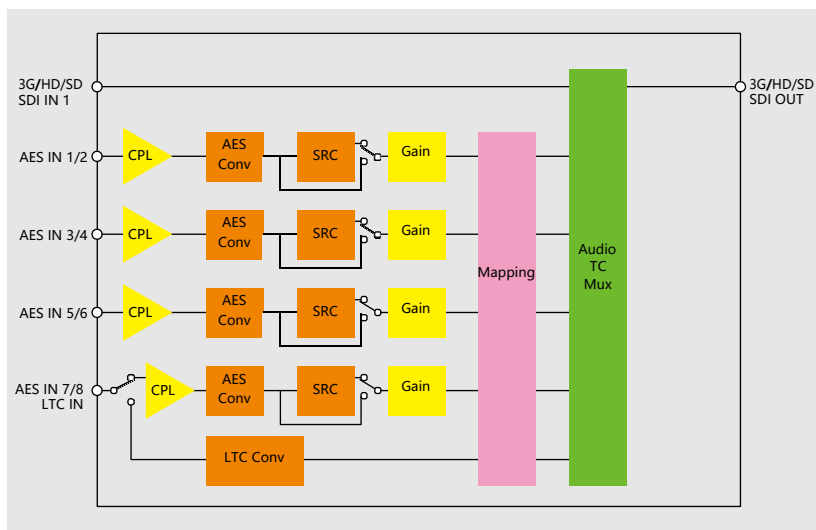 3G/HD/SD
SDI IN 1
3G/HD/SD
SDI OUT
AES IN 1/2
CPL
AES
Conv
SRC
Gain
AES IN 3/4
CPL
AES
Conv
SRC
Gain
Mapping
Audio
TC
Mux
AES IN 5/6
CPL
AES
Conv
SRC
Gain
AES IN 7/8
LTC IN
CPL
AES
Conv
SRC
Gain
LTC Conv